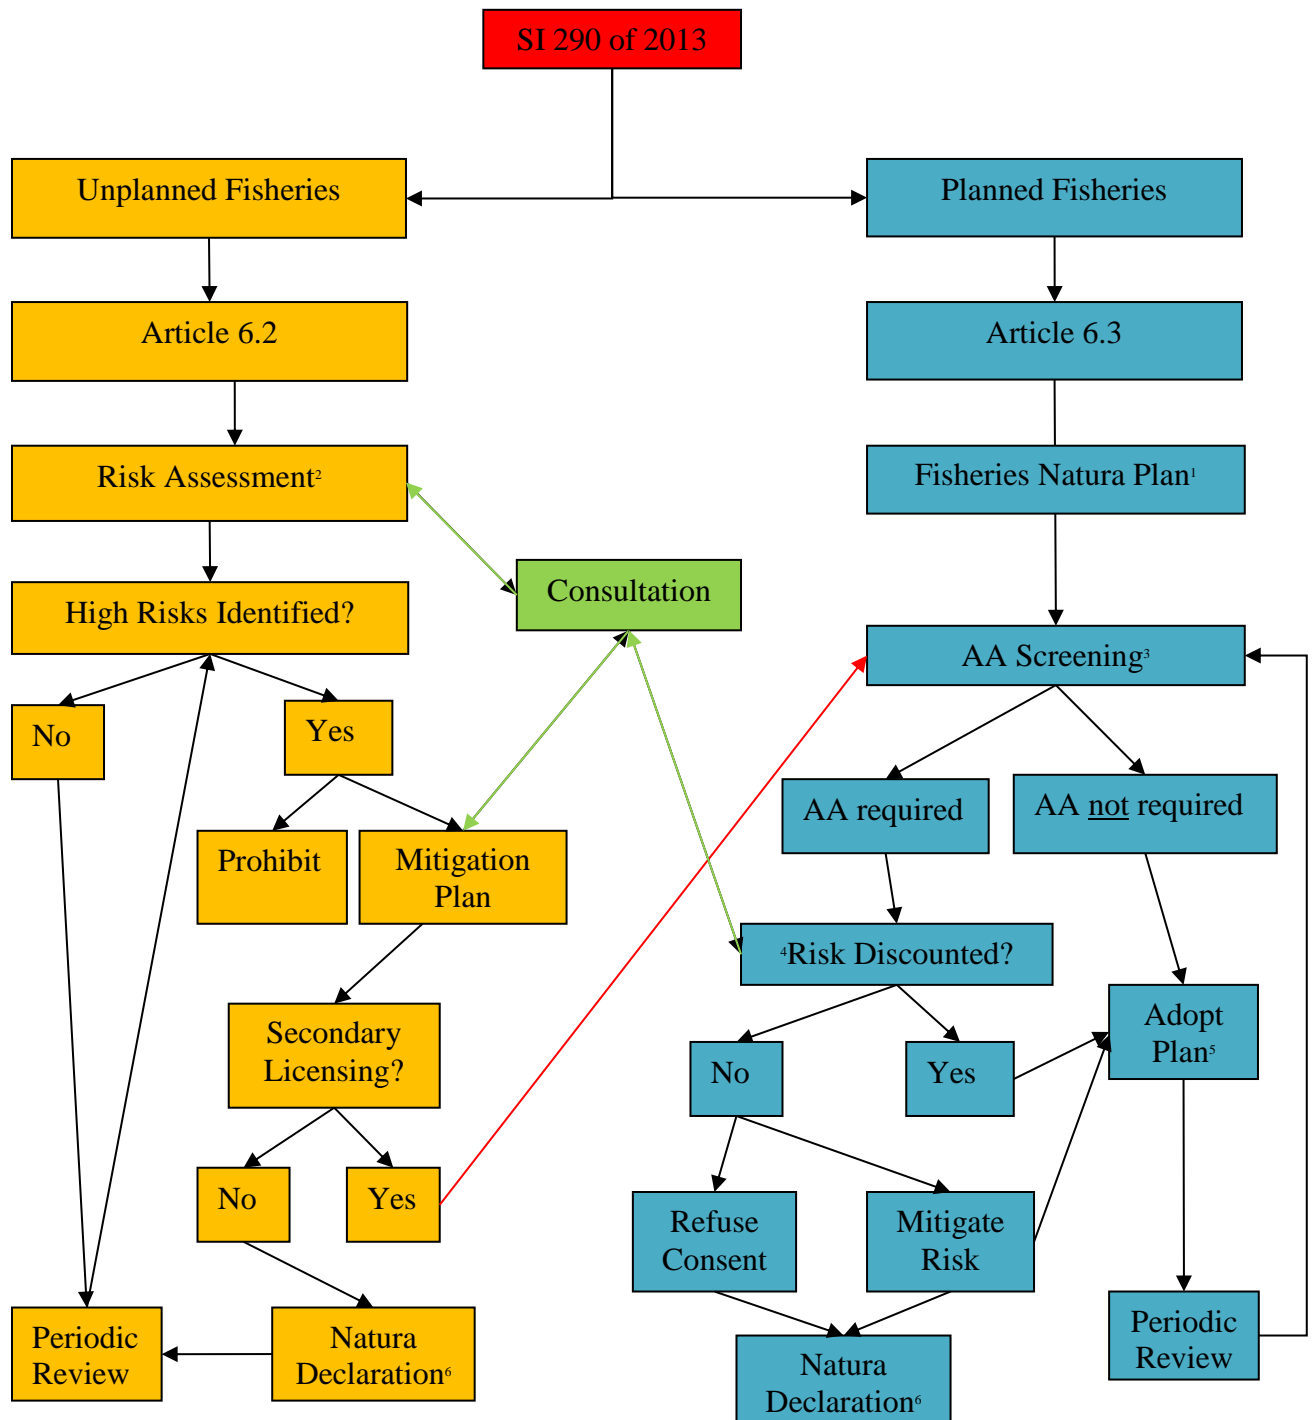 SI 290 of 2013
Unplanned Fisheries
Planned Fisheries
Article 6.2
Article 6.3
Risk Assessment²
Fisheries Natura Plan¹
Consultation
High Risks Identified?
AA Screening³
No
Yes
AA required
AA not required
Prohibit
Mitigation
Plan
⁴Risk Discounted?
Secondary
Licensing?
Adopt
Plan⁵
No
Yes
No
Yes
Refuse
Consent
Mitigate
Risk
Periodic
Review
Natura
Declaration⁶
Periodic
Review
Natura
Declaration⁶